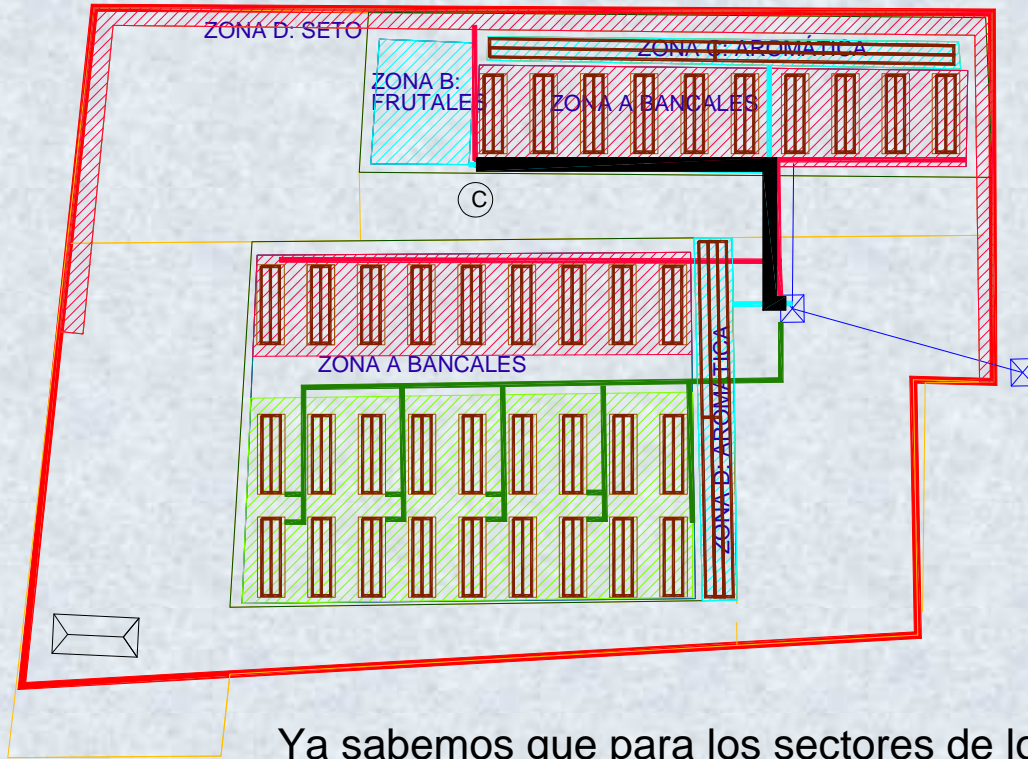 ZONA D: SETO
ZONA C: AROMÁTICA
ZONA B:
FRUTALES
ZONA A BANCALES
C
ZONA A BANCALES
ZONA D: AROMÁTICA
Ya sabemos que para los sectores de